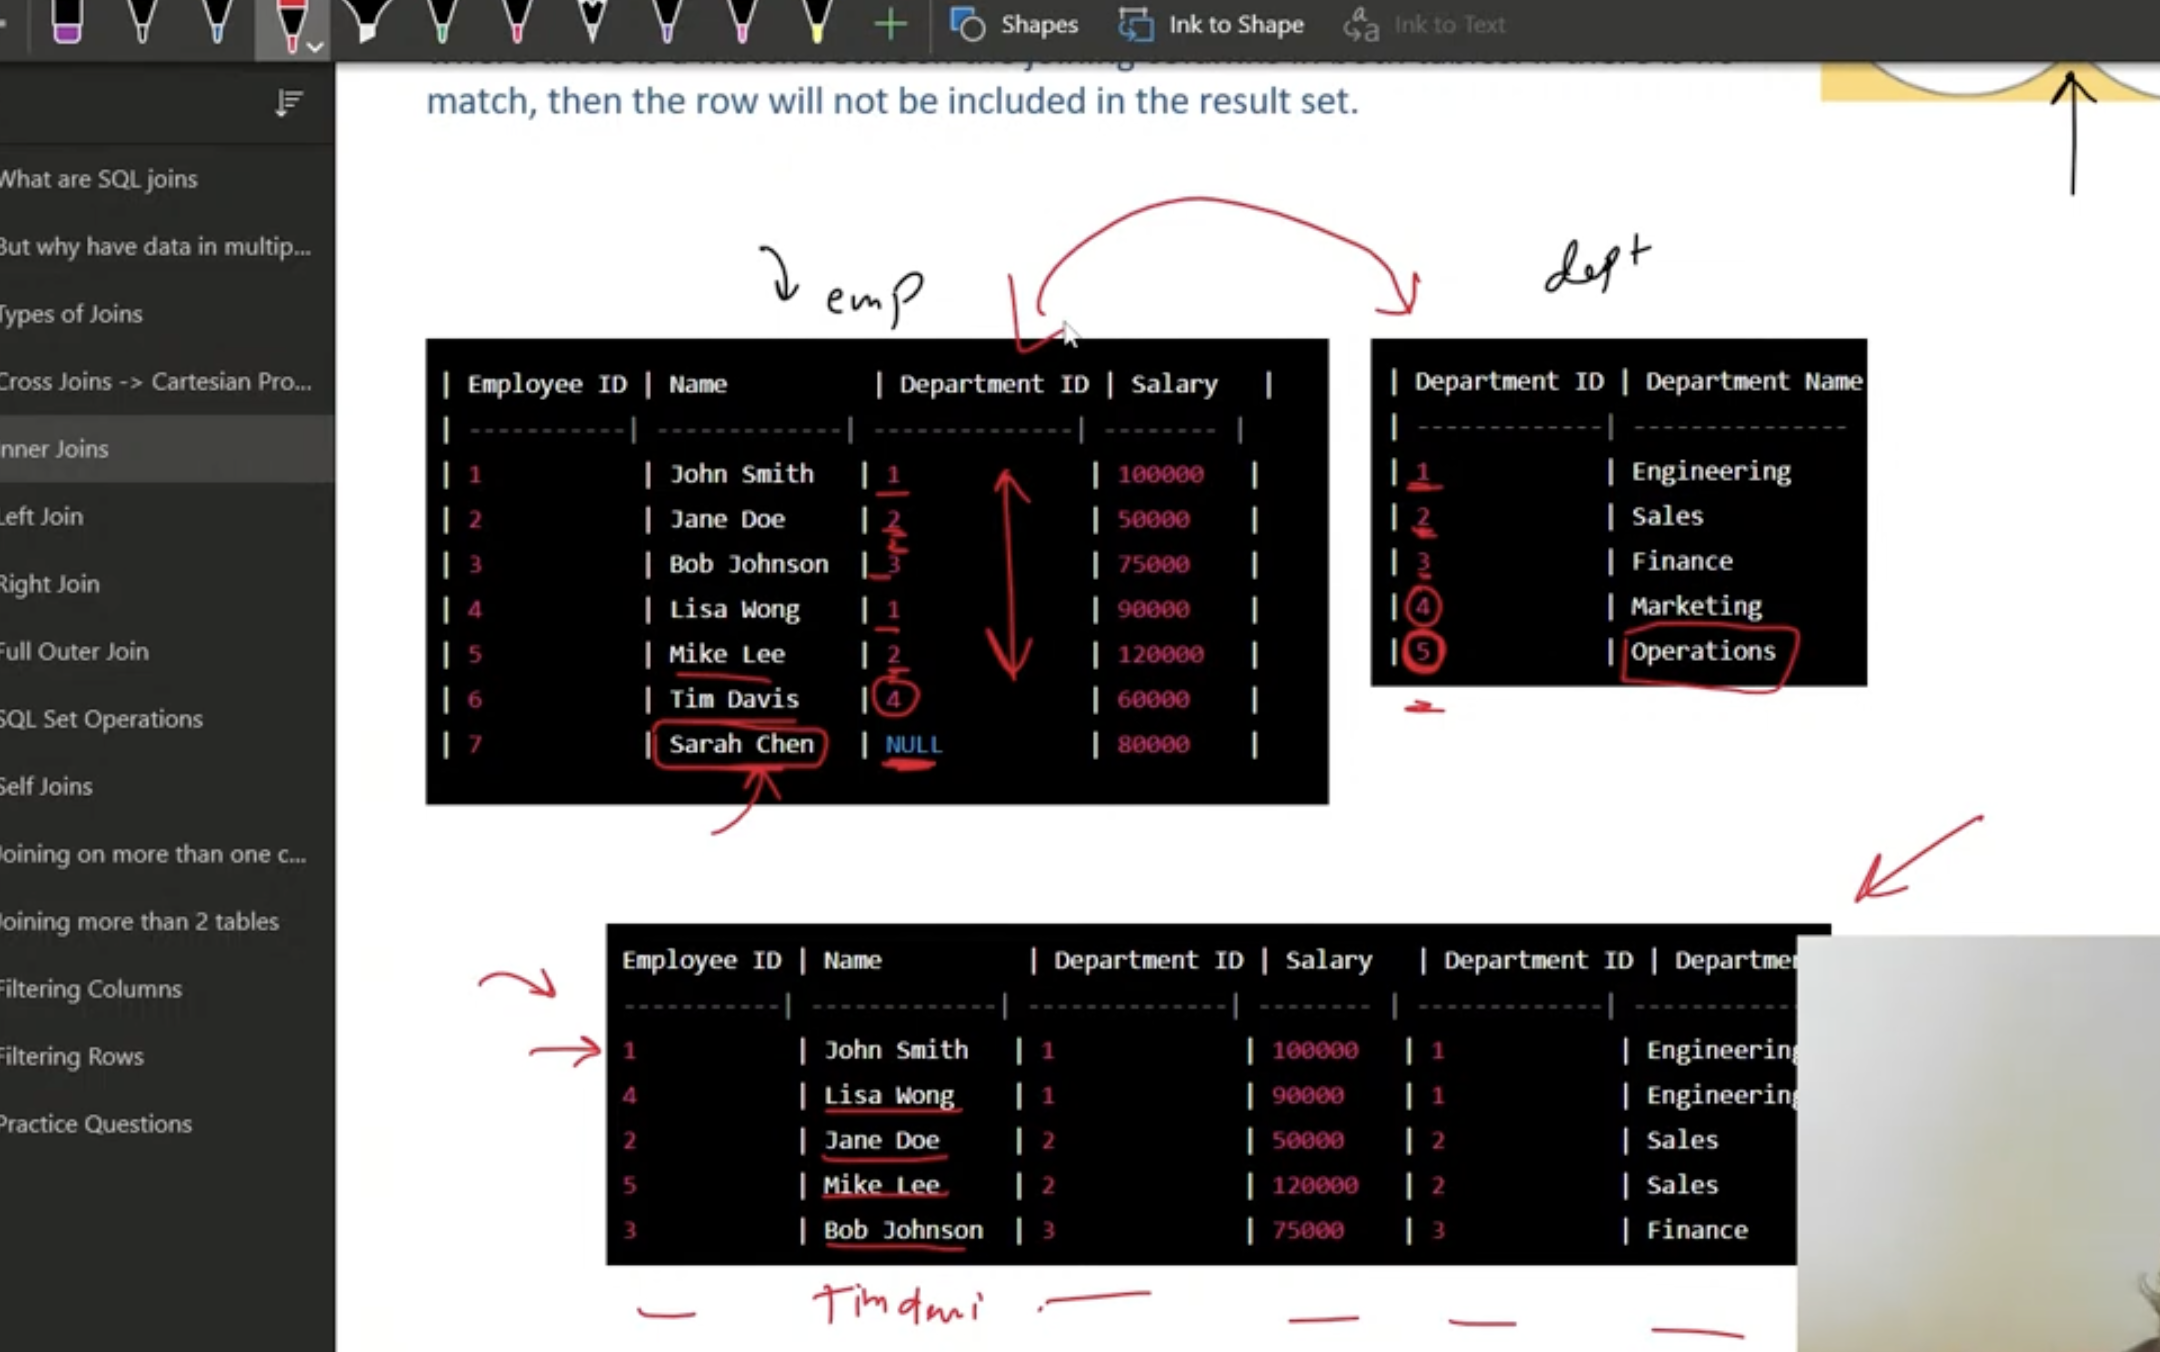 Shapes
Ink to Shape
Ink to Text
What are SQL joins
But why have data in multip...
Types of Joins
Cross Joins -> Cartesian Pro...
Inner Joins
Left Join
Right Join
Full Outer Join
SQL Set Operations
Self Joins
Joining on more than one c...
Joining more than 2 tables
Filtering Columns
Filtering Rows
Practice Questions
match, then the row will not be included in the result set.
emp
dept
| Employee ID | Name | Department ID | Salary |
| -----------| -------------| --------------| -------- |
| 1 | John Smith | 1 | 100000 |
| 2 | Jane Doe | 2 | 50000 |
| 3 | Bob Johnson | 3 | 75000 |
| 4 | Lisa Wong | 1 | 90000 |
| 5 | Mike Lee | 2 | 120000 |
| 6 | Tim Davis | 4 | 60000 |
| 7 | Sarah Chen | NULL | 80000 |
| Department ID | Department Name
| -------------| ---------------
| 1 | Engineering
| 2 | Sales
| 3 | Finance
| 4 | Marketing
| 5 | Operations
Employee ID | Name | Department ID | Salary | Department ID | Departme
-----------| -------------| --------------| -------- | -------------| ------------
1 | John Smith | 1 | 100000 | 1 | Engineering
4 | Lisa Wong | 1 | 90000 | 1 | Engineering
2 | Jane Doe | 2 | 50000 | 2 | Sales
5 | Mike Lee | 2 | 120000 | 2 | Sales
3 | Bob Johnson | 3 | 75000 | 3 | Finance
Tim